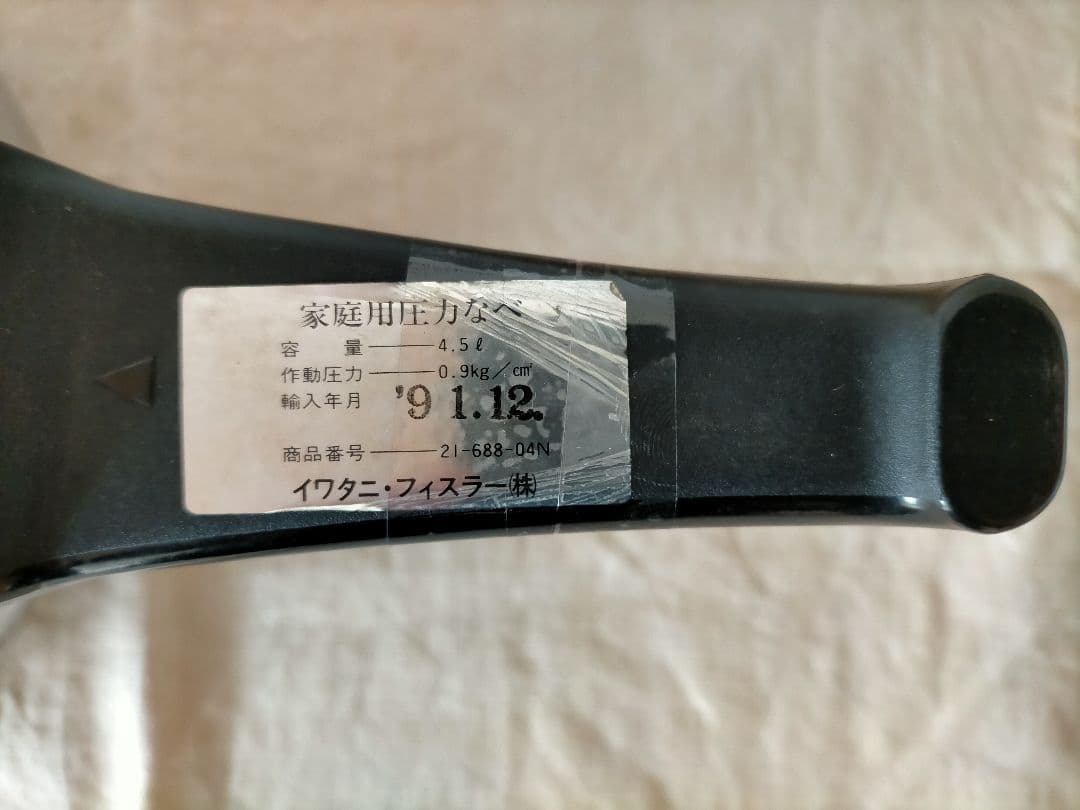 家庭用圧力なべ
容 量――4.5ℓ
作動圧力――0.9kg/cm²
輸入年月 '91.12.
商品番号――21-688-04N
イワタニ・フィスラー(株)